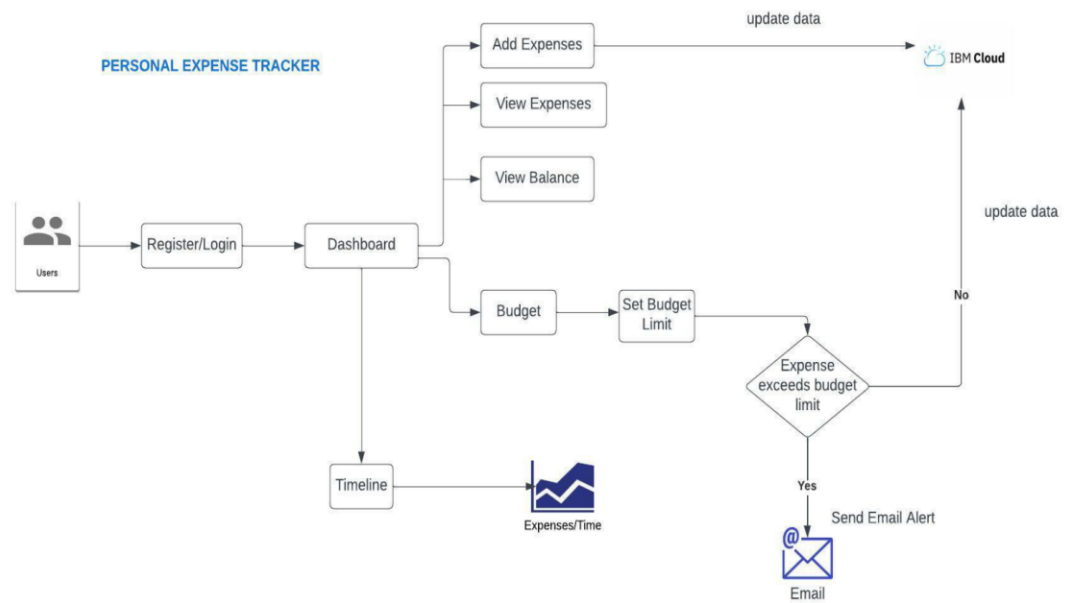 update data
Add Expenses
IBM Cloud
PERSONAL EXPENSE TRACKER
View Expenses
View Balance
update data
Users
Register/Login
Dashboard
No
Budget
Set Budget
Limit
Expense
exceeds budget
limit
Timeline
Yes
Expenses/Time
Send Email Alert
@
Email